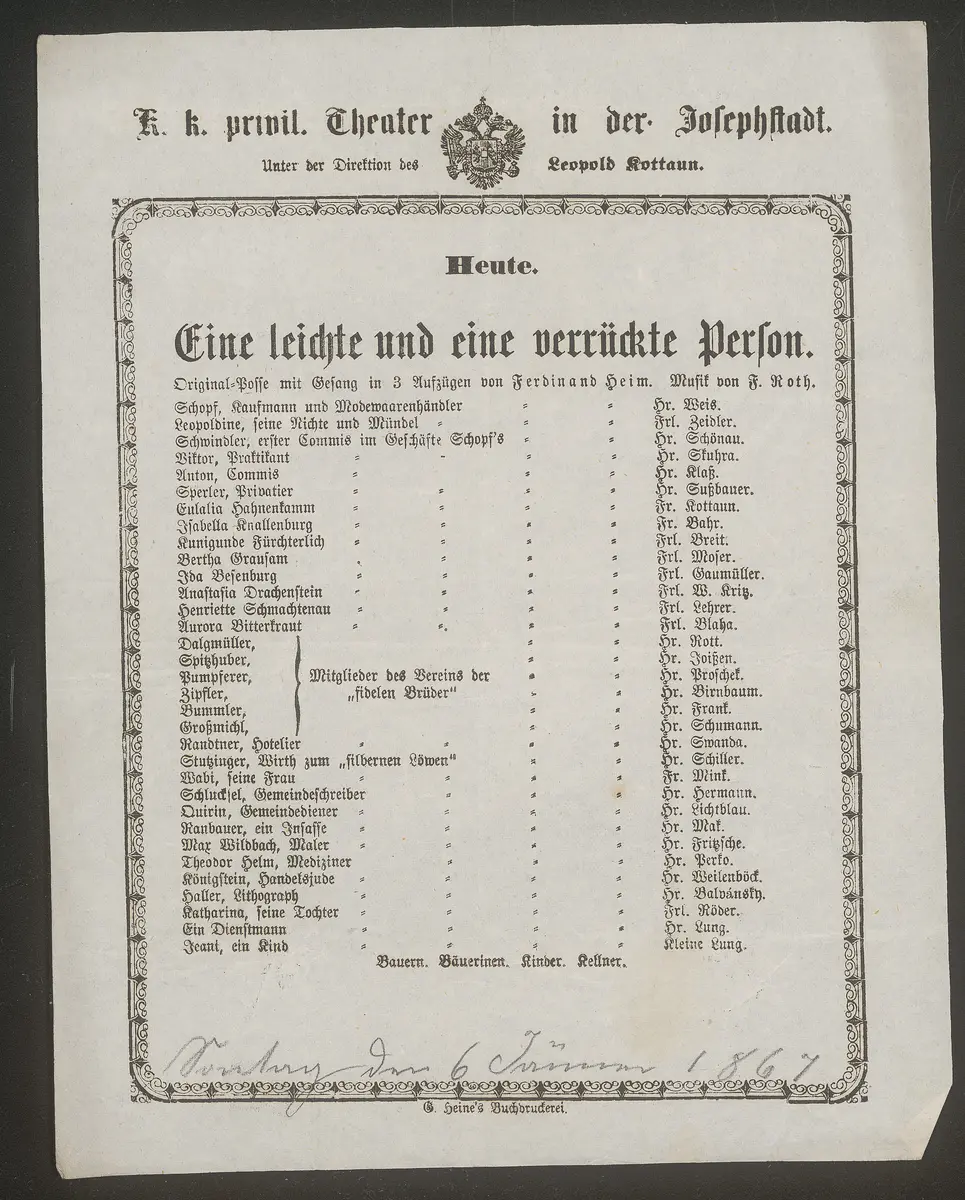 K. k. privil. Theater in der Josephstadt.
Unter der Direktion des Leopold Kottaun.
Heute.
Eine leichte und eine verrückte Person.
Original-Posse mit Gesang in 3 Aufzügen von Ferdinand Heim. Musik von F. Roth.
Schopf, Kaufmann und Modewaarenhändler Hr. Weis.
Leopoldine, seine Nichte und Mündel Frl. Zeidler.
Schwindler, erster Commis im Geschäfte Schopf's Hr. Schönau.
Viktor, Praktikant Hr. Skuhra.
Anton, Commis Hr. Klaß.
Sperler, Privatier Hr. Sußbauer.
Eulalia Hahnenkamm Fr. Kottaun.
Isabella Knallenburg Fr. Bahr.
Kunigunde Fürchterlich Frl. Breit.
Bertha Grausam Frl. Moser.
Ida Besenburg Frl. Gaumüller.
Anastasia Drachenstein Frl. W. Kritz.
Henriette Schmachtenau Frl. Lehrer.
Aurora Bitterkraut Frl. Blaha.
Dalgmüller, Hr. Rott.
Spitzhuber, Hr. Joißen.
Pumpferer, Mitglieder des Vereins der Hr. Proschek.
Zipfler, „fidelen Brüder" Hr. Birnbaum.
Bummler, Hr. Frank.
Großmichl, Hr. Schumann.
Randtner, Hotelier Hr. Swanda.
Stutzinger, Wirth zum „silbernen Löwen" Hr. Schiller.
Wabi, seine Frau Fr. Mink.
Schlucksel, Gemeindeschreiber Hr. Hermann.
Quirin, Gemeindediener Hr. Lichtblau.
Ranbauer, ein Insasse Hr. Mak.
Max Wildbach, Maler Hr. Fritzsche.
Theodor Helm, Mediziner Hr. Perko.
Königstein, Handelsjude Hr. Weilenböck.
Haller, Lithograph Hr. Balvánsky.
Katharina, seine Tochter Frl. Röder.
Ein Dienstmann Hr. Lung.
Jeani, ein Kind Kleine Lung.
Bauern. Bäuerinen. Kinder. Kellner.
Sontag den 6 Jänner 1867
G. Heine's Buchdruckerei.